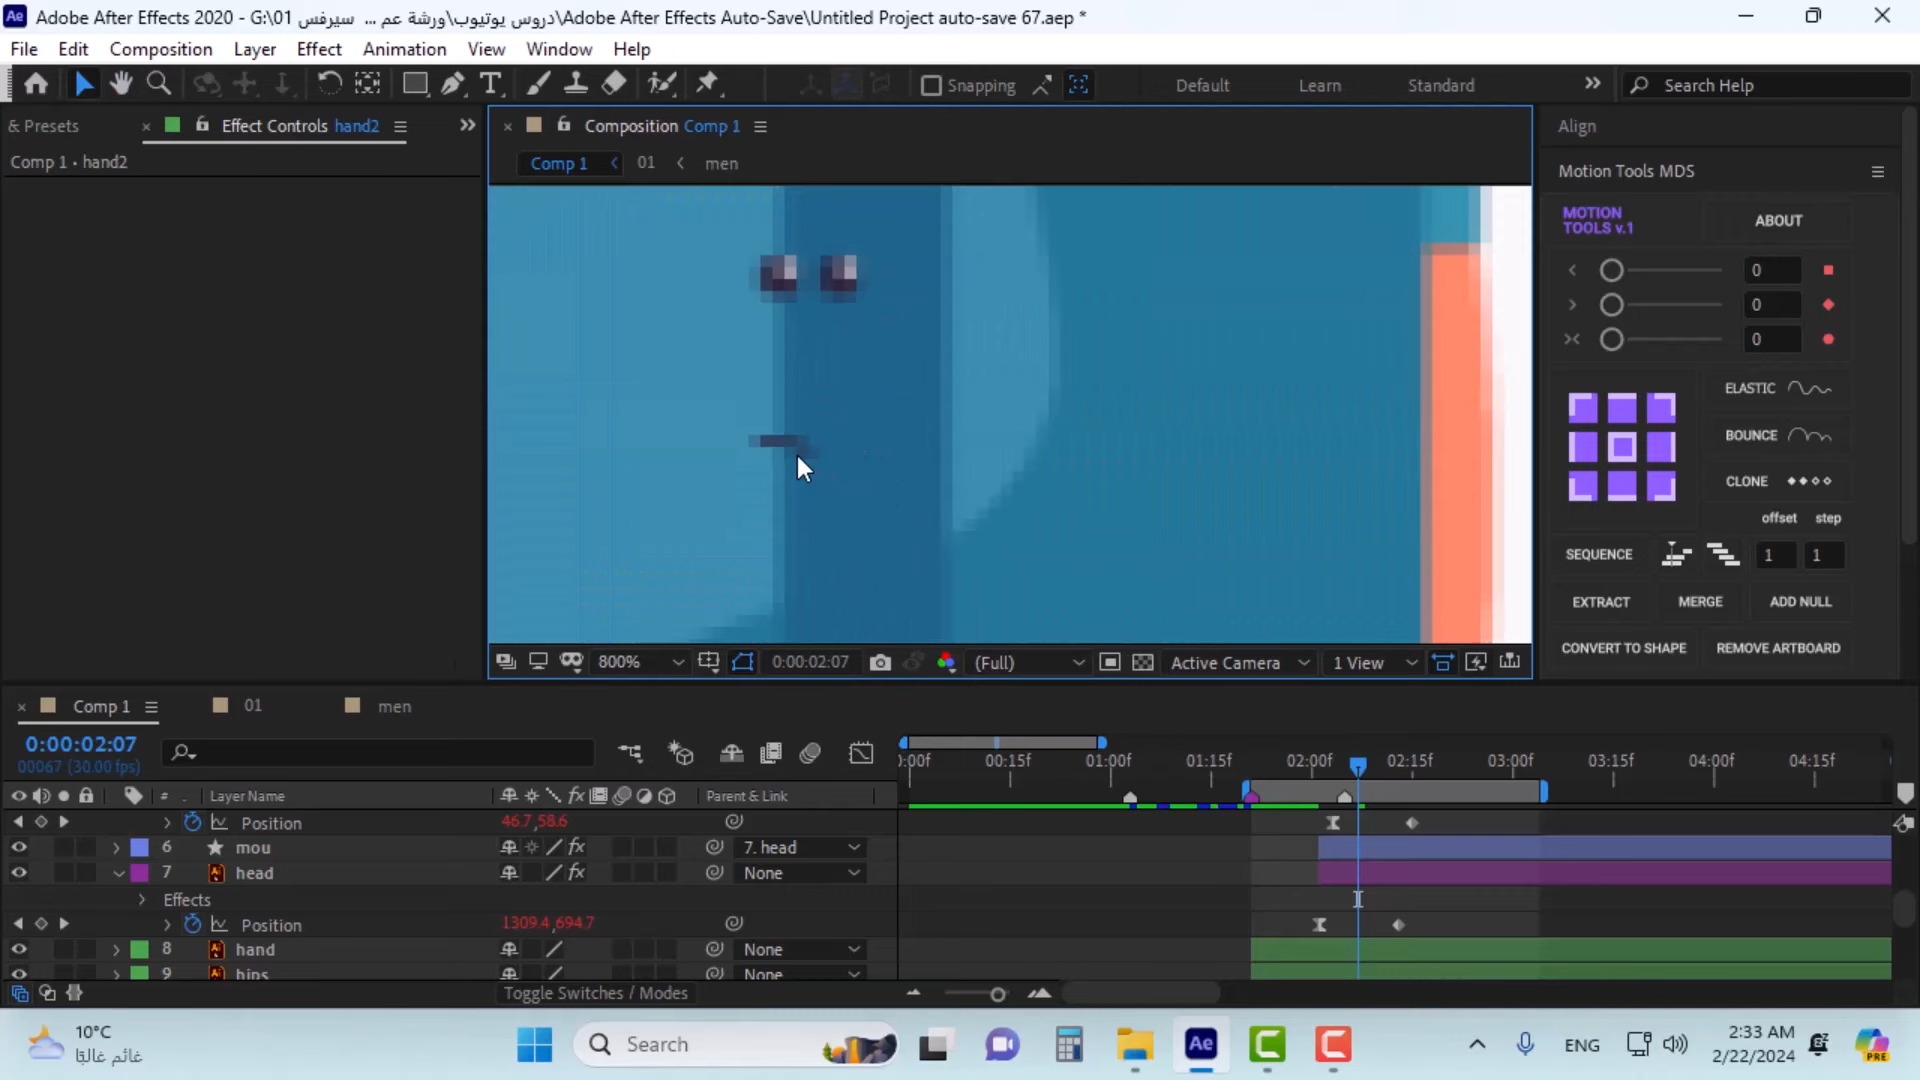 Adobe After Effects 2020 - G:\01 سيرفس ... دروس يوتيوب\ورشة عم\Adobe After Effects Auto-Save\Untitled Project auto-save 67.aep *
File Edit Composition Layer Effect Animation View Window Help
Snapping Default Learn Standard Search Help
& Presets Effect Controls hand2
Comp 1 • hand2
Composition Comp 1
Comp 1 01 men
Align
Motion Tools MDS
MOTION TOOLS v.1 ABOUT
0
0
0
ELASTIC
BOUNCE
CLONE
offset step
SEQUENCE 1 1
EXTRACT MERGE ADD NULL
CONVERT TO SHAPE REMOVE ARTBOARD
800% 0:00:02:07 (Full) Active Camera 1 View
Comp 1 01 men
0:00:02:07
00067 (30.00 fps)
0:00f 00:15f 01:00f 01:15f 02:00f 02:15f 03:00f 03:15f 04:00f 04:15f
# Layer Name Parent & Link
Position 46.7,58.6
6 mou 7. head
7 head None
Effects
Position 1309.4,694.7
8 hand None
9 hips None
Toggle Switches / Modes
10°C
غائم غالبًا
Search
ENG
2:33 AM
2/22/2024
PRE